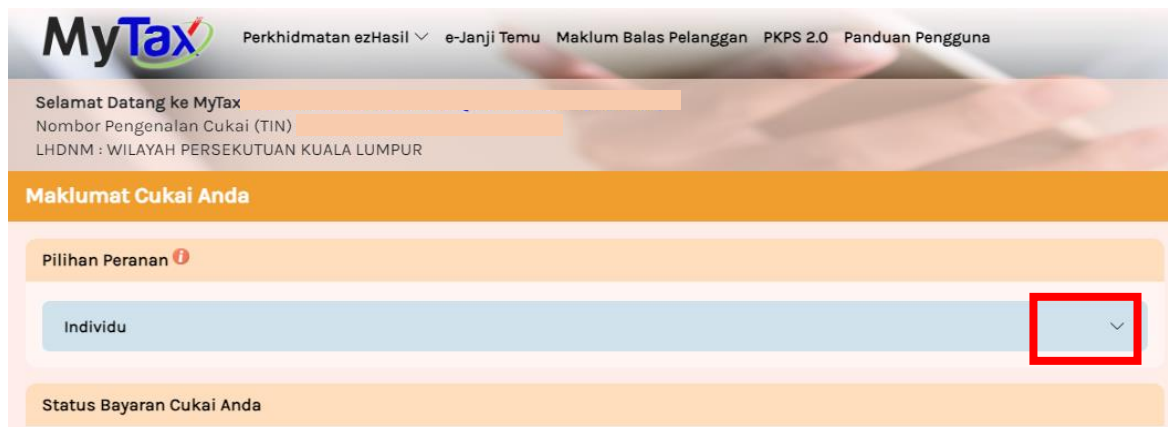 MyTax
Perkhidmatan ezHasil e-Janji Temu Maklum Balas Pelanggan PKPS 2.0 Panduan Pengguna
Selamat Datang ke MyTax
Nombor Pengenalan Cukai (TIN)
LHDNM : WILAYAH PERSEKUTUAN KUALA LUMPUR
Maklumat Cukai Anda
Pilihan Peranan
Individu
Status Bayaran Cukai Anda